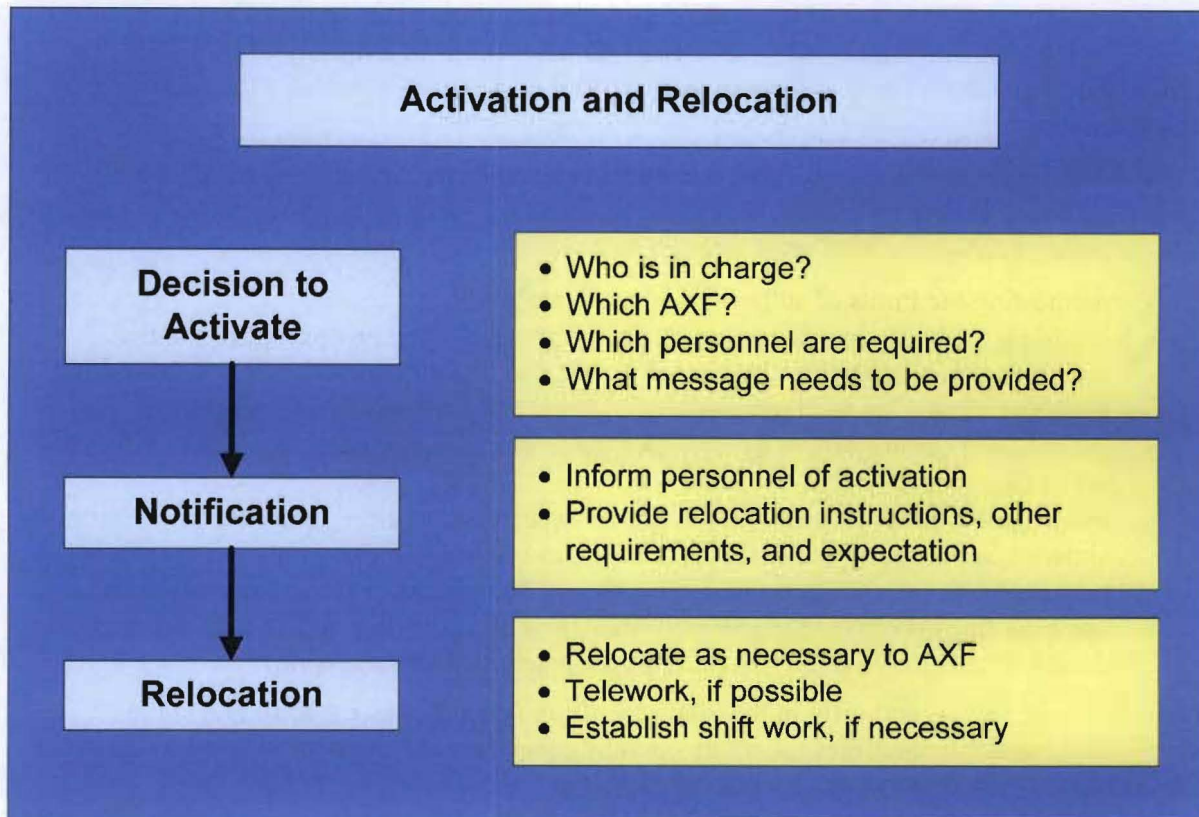 Activation and Relocation
Decision to
Activate
• Who is in charge?
• Which AXF?
• Which personnel are required?
• What message needs to be provided?
Notification
• Inform personnel of activation
• Provide relocation instructions, other
requirements, and expectation
Relocation
• Relocate as necessary to AXF
• Telework, if possible
• Establish shift work, if necessary